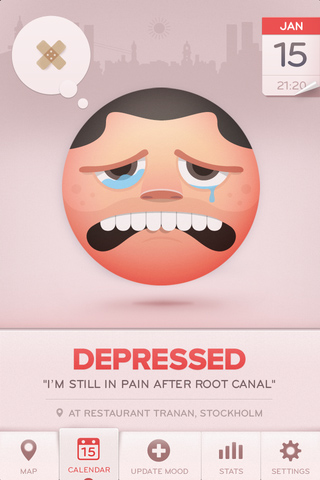 JAN
15
21:20
DEPRESSED
"I'M STILL IN PAIN AFTER ROOT CANAL"
AT RESTAURANT TRANAN, STOCKHOLM
15
MAP
CALENDAR
UPDATE MOOD
STATS
SETTINGS